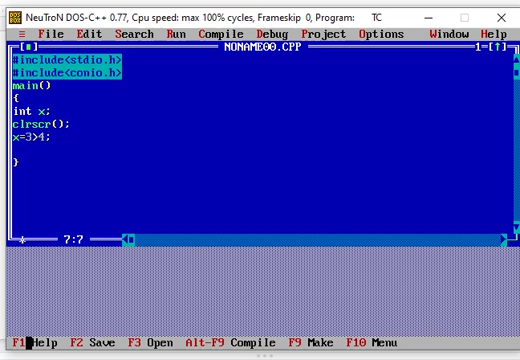 NeuTroN DOS-C++ 0.77, Cpu speed: max 100% cycles, Frameskip 0, Program: TC
≡ File Edit Search Run Compile Debug Project Options Window Help
[■] NONAME00.CPP 1=[↑]
#include<stdio.h>
#include<conio.h>
main()
{
int x;
clrscr();
x=3>4;
}
* 7:7
F1 Help F2 Save F3 Open Alt-F9 Compile F9 Make F10 Menu